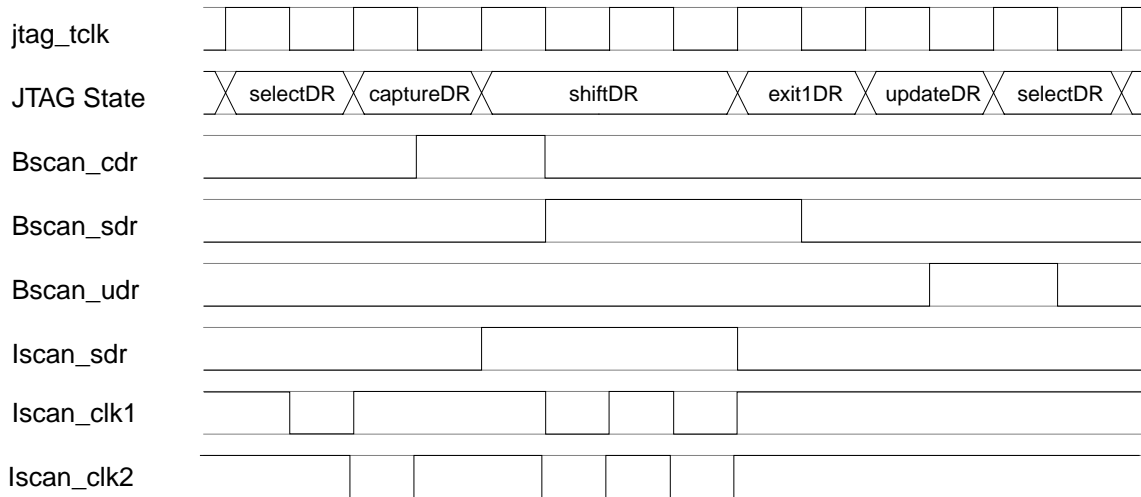 jtag_tclk
JTAG State selectDR captureDR shiftDR exit1DR updateDR selectDR
Bscan_cdr
Bscan_sdr
Bscan_udr
Iscan_sdr
Iscan_clk1
Iscan_clk2